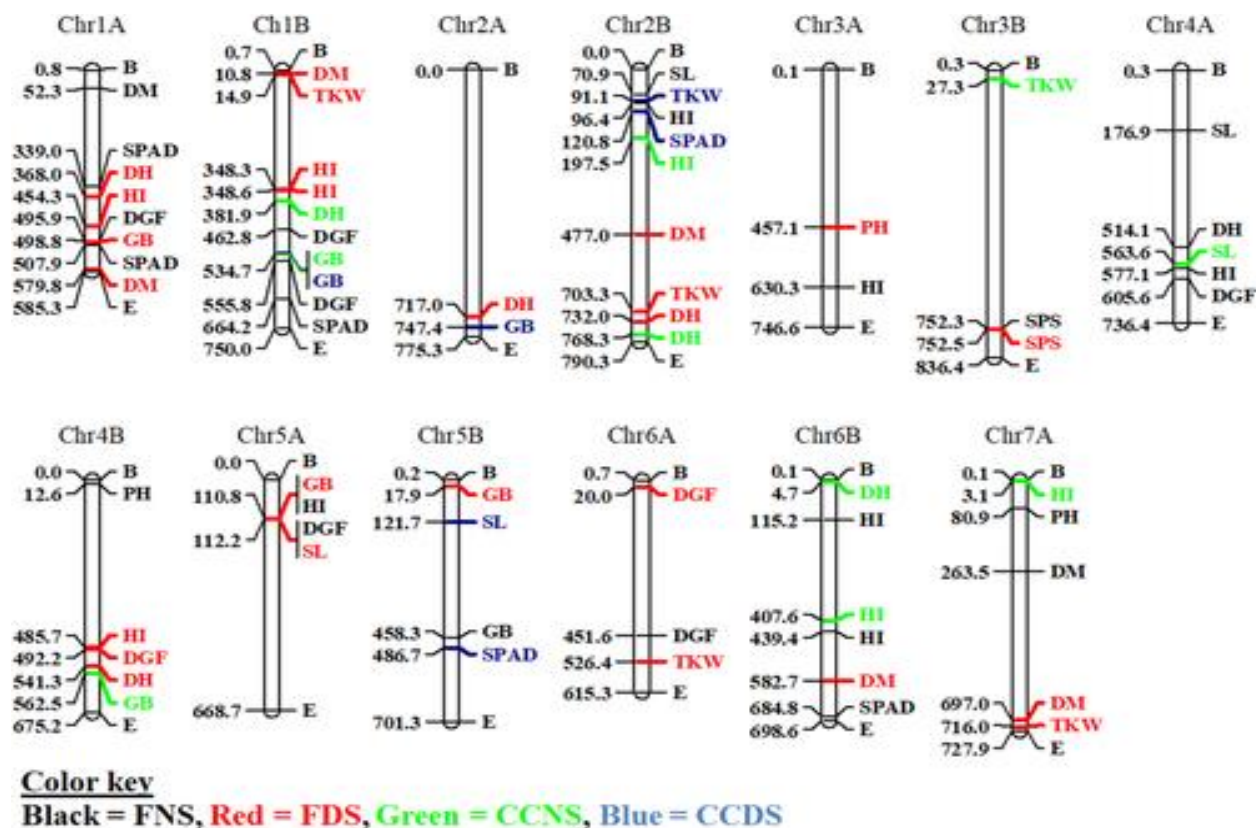 Chr1A
0.8 B
52.3 DM
339.0 SPAD
368.0 DH
454.3 HI
495.9 DGF
498.8 GB
507.9 SPAD
579.8 DM
585.3 E
Ch1B
0.7 B
10.8 DM
14.9 TKW
348.3 HI
348.6 HI
381.9 DH
462.8 DGF
534.7 GB
GB
555.8 DGF
664.2 SPAD
750.0 E
Chr2A
0.0 B
717.0 DH
747.4 GB
775.3 E
Chr2B
0.0 B
70.9 SL
91.1 TKW
96.4 HI
120.8 SPAD
197.5 HI
477.0 DM
703.3 TKW
732.0 DH
768.3 DH
790.3 E
Chr3A
0.1 B
457.1 PH
630.3 HI
746.6 E
Chr3B
0.3 B
27.3 TKW
752.3 SPS
752.5 SPS
836.4 E
Chr4A
0.3 B
176.9 SL
514.1 DH
563.6 SL
577.1 HI
605.6 DGF
736.4 E
Chr4B
0.0 B
12.6 PH
485.7 HI
492.2 DGF
541.3 DH
562.5 GB
675.2 E
Chr5A
0.0 B
110.8 GB
HI
DGF
112.2 SL
668.7 E
Chr5B
0.2 B
17.9 GB
121.7 SL
458.3 GB
486.7 SPAD
701.3 E
Chr6A
0.7 B
20.0 DGF
451.6 DGF
526.4 TKW
615.3 E
Chr6B
0.1 B
4.7 DH
115.2 HI
407.6 HI
439.4 HI
582.7 DM
684.8 SPAD
698.6 E
Chr7A
0.1 B
3.1 HI
80.9 PH
263.5 DM
697.0 DM
716.0 TKW
727.9 E
Color key
Black = FNS, Red = FDS, Green = CCNS, Blue = CCDS